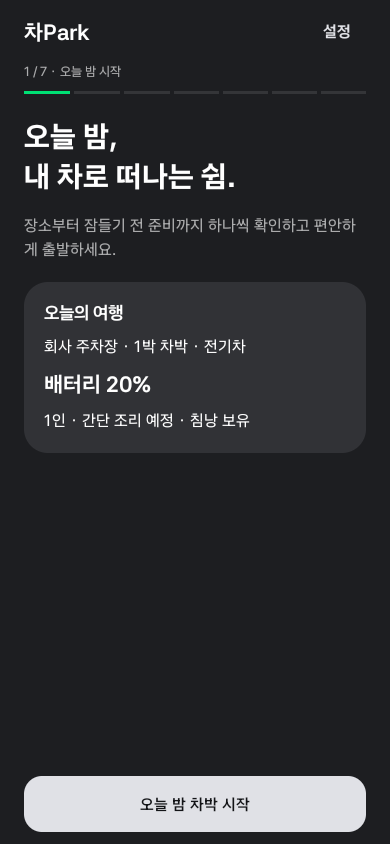 차Park
설정
1 / 7 · 오늘 밤 시작
오늘 밤,
내 차로 떠나는 쉼.
장소부터 잠들기 전 준비까지 하나씩 확인하고 편안하
게 출발하세요.
오늘의 여행
회사 주차장 · 1박 차박 · 전기차
배터리 20%
1인 · 간단 조리 예정 · 침낭 보유
오늘 밤 차박 시작